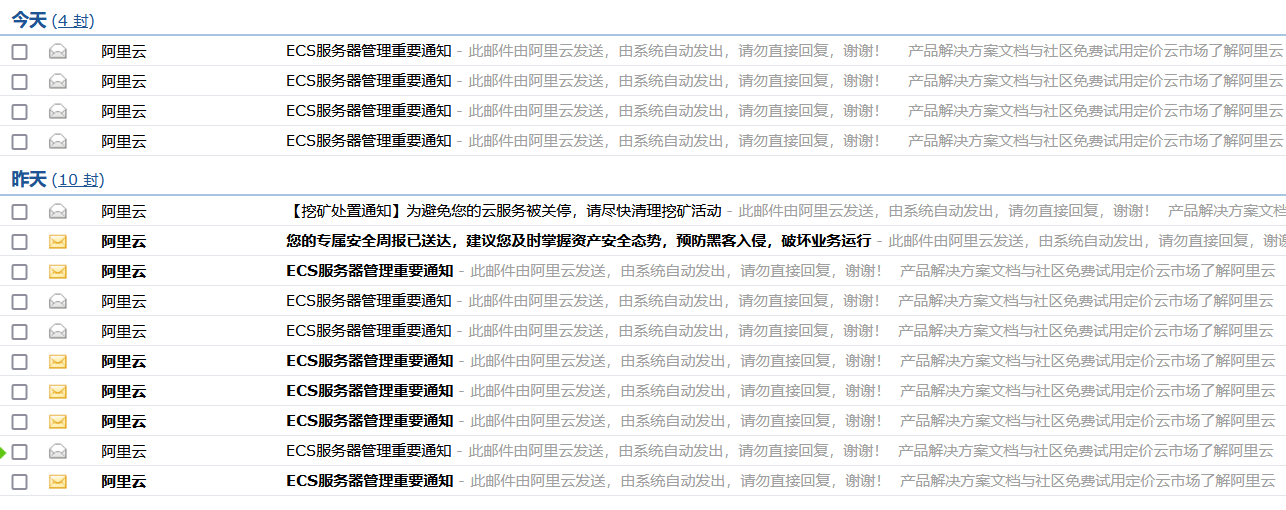 今天 (4 封)
阿里云 ECS服务器管理重要通知 - 此邮件由阿里云发送，由系统自动发出，请勿直接回复，谢谢！ 产品解决方案文档与社区免费试用定价云市场了解阿里云
阿里云 ECS服务器管理重要通知 - 此邮件由阿里云发送，由系统自动发出，请勿直接回复，谢谢！ 产品解决方案文档与社区免费试用定价云市场了解阿里云
阿里云 ECS服务器管理重要通知 - 此邮件由阿里云发送，由系统自动发出，请勿直接回复，谢谢！ 产品解决方案文档与社区免费试用定价云市场了解阿里云
阿里云 ECS服务器管理重要通知 - 此邮件由阿里云发送，由系统自动发出，请勿直接回复，谢谢！ 产品解决方案文档与社区免费试用定价云市场了解阿里云
昨天 (10 封)
阿里云 【挖矿处置通知】为避免您的云服务被关停，请尽快清理挖矿活动 - 此邮件由阿里云发送，由系统自动发出，请勿直接回复，谢谢！ 产品解决方案文档
阿里云 您的专属安全周报已送达，建议您及时掌握资产安全态势，预防黑客入侵，破坏业务运行 - 此邮件由阿里云发送，由系统自动发出，请勿直接回复，谢谢
阿里云 ECS服务器管理重要通知 - 此邮件由阿里云发送，由系统自动发出，请勿直接回复，谢谢！ 产品解决方案文档与社区免费试用定价云市场了解阿里云
阿里云 ECS服务器管理重要通知 - 此邮件由阿里云发送，由系统自动发出，请勿直接回复，谢谢！ 产品解决方案文档与社区免费试用定价云市场了解阿里云
阿里云 ECS服务器管理重要通知 - 此邮件由阿里云发送，由系统自动发出，请勿直接回复，谢谢！ 产品解决方案文档与社区免费试用定价云市场了解阿里云
阿里云 ECS服务器管理重要通知 - 此邮件由阿里云发送，由系统自动发出，请勿直接回复，谢谢！ 产品解决方案文档与社区免费试用定价云市场了解阿里云
阿里云 ECS服务器管理重要通知 - 此邮件由阿里云发送，由系统自动发出，请勿直接回复，谢谢！ 产品解决方案文档与社区免费试用定价云市场了解阿里云
阿里云 ECS服务器管理重要通知 - 此邮件由阿里云发送，由系统自动发出，请勿直接回复，谢谢！ 产品解决方案文档与社区免费试用定价云市场了解阿里云
阿里云 ECS服务器管理重要通知 - 此邮件由阿里云发送，由系统自动发出，请勿直接回复，谢谢！ 产品解决方案文档与社区免费试用定价云市场了解阿里云
阿里云 ECS服务器管理重要通知 - 此邮件由阿里云发送，由系统自动发出，请勿直接回复，谢谢！ 产品解决方案文档与社区免费试用定价云市场了解阿里云